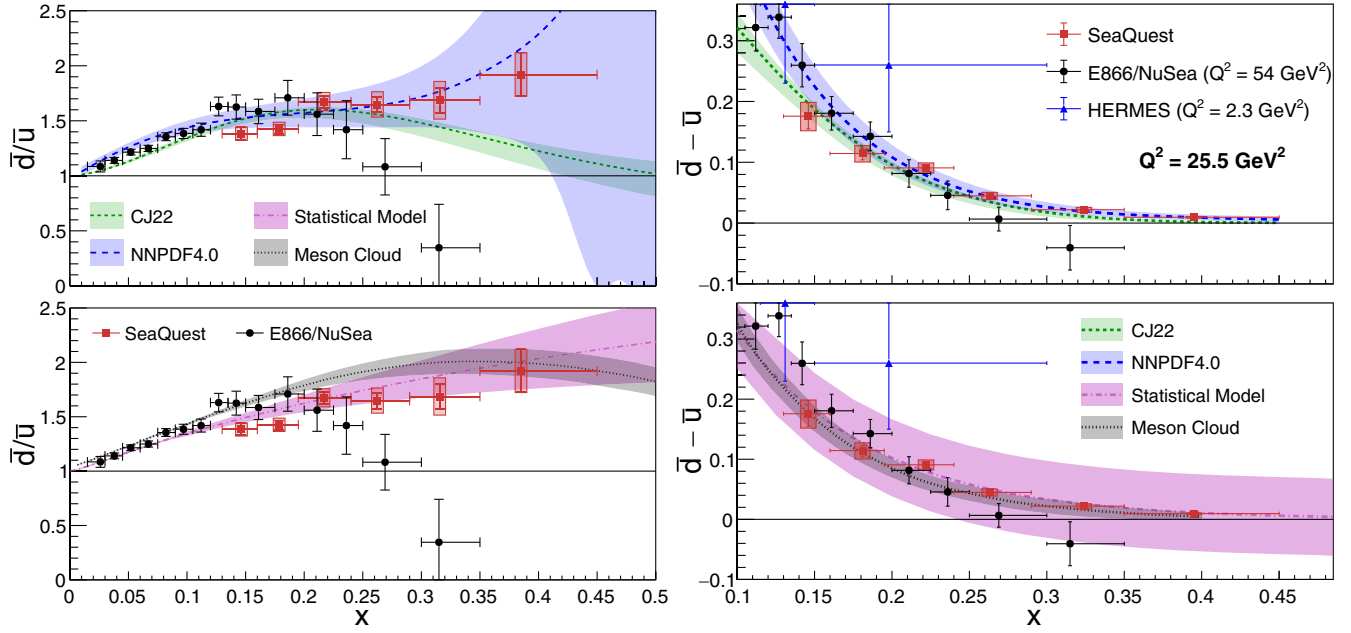 d̅/u̅
2.5
2
1.5
1
0.5
0
CJ22
Statistical Model
NNPDF4.0
Meson Cloud
d̅ − u̅
0.3
0.2
0.1
0
−0.1
SeaQuest
E866/NuSea (Q² = 54 GeV²)
HERMES (Q² = 2.3 GeV²)
Q² = 25.5 GeV²
d̅/u̅
2.5
2
1.5
1
0.5
0
SeaQuest
E866/NuSea
0 0.05 0.1 0.15 0.2 0.25 0.3 0.35 0.4 0.45 0.5
x
d̅ − u̅
0.3
0.2
0.1
0
−0.1
CJ22
NNPDF4.0
Statistical Model
Meson Cloud
0.1 0.15 0.2 0.25 0.3 0.35 0.4 0.45
x